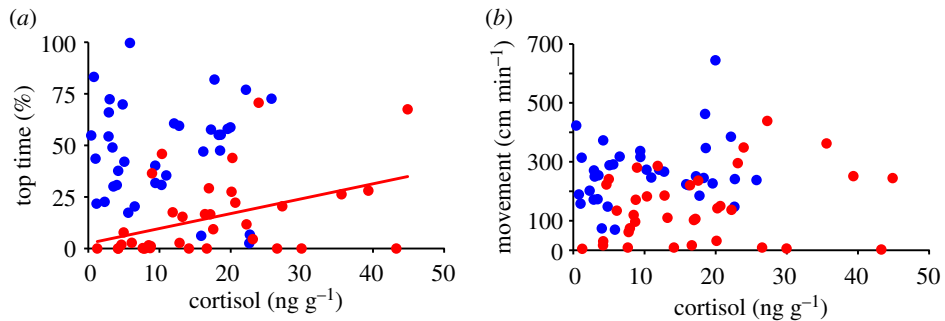 (a)
100
75
50
25
0
top time (%)
0 10 20 30 40 50
cortisol (ng g⁻¹)
(b)
700
500
300
100
0
movement (cm min⁻¹)
0 10 20 30 40 50
cortisol (ng g⁻¹)